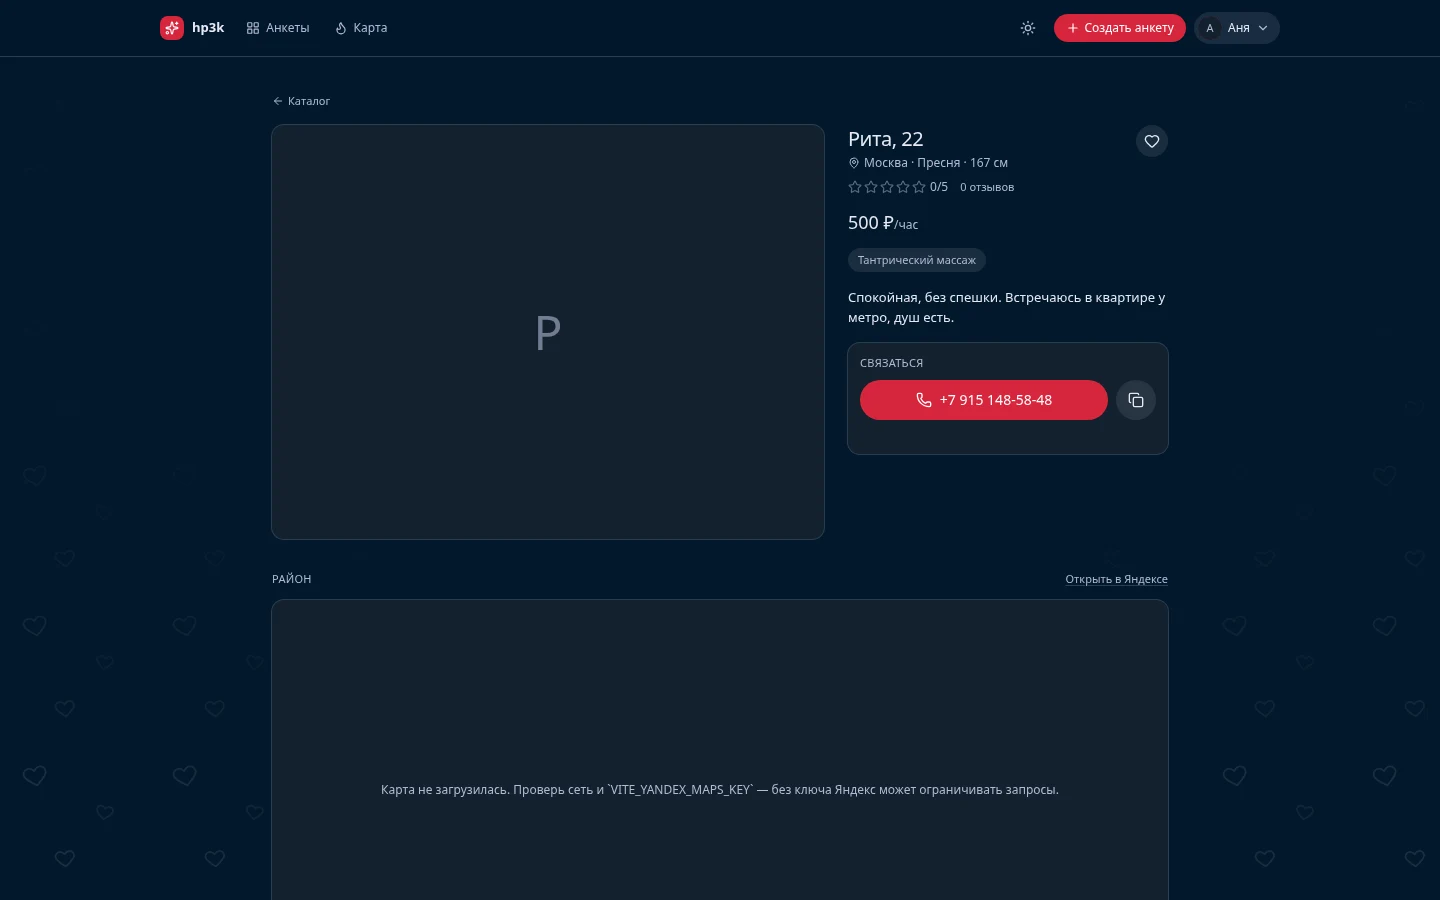 hp3k
Анкеты
Карта
Создать анкету
А
Аня
Каталог
Р
Рита, 22
Москва · Пресня · 167 см
0/5 0 отзывов
500 ₽/час
Тантрический массаж
Спокойная, без спешки. Встречаюсь в квартире у
метро, душ есть.
СВЯЗАТЬСЯ
+7 915 148-58-48
РАЙОН
Открыть в Яндексе
Карта не загрузилась. Проверь сеть и `VITE_YANDEX_MAPS_KEY` — без ключа Яндекс может ограничивать запросы.